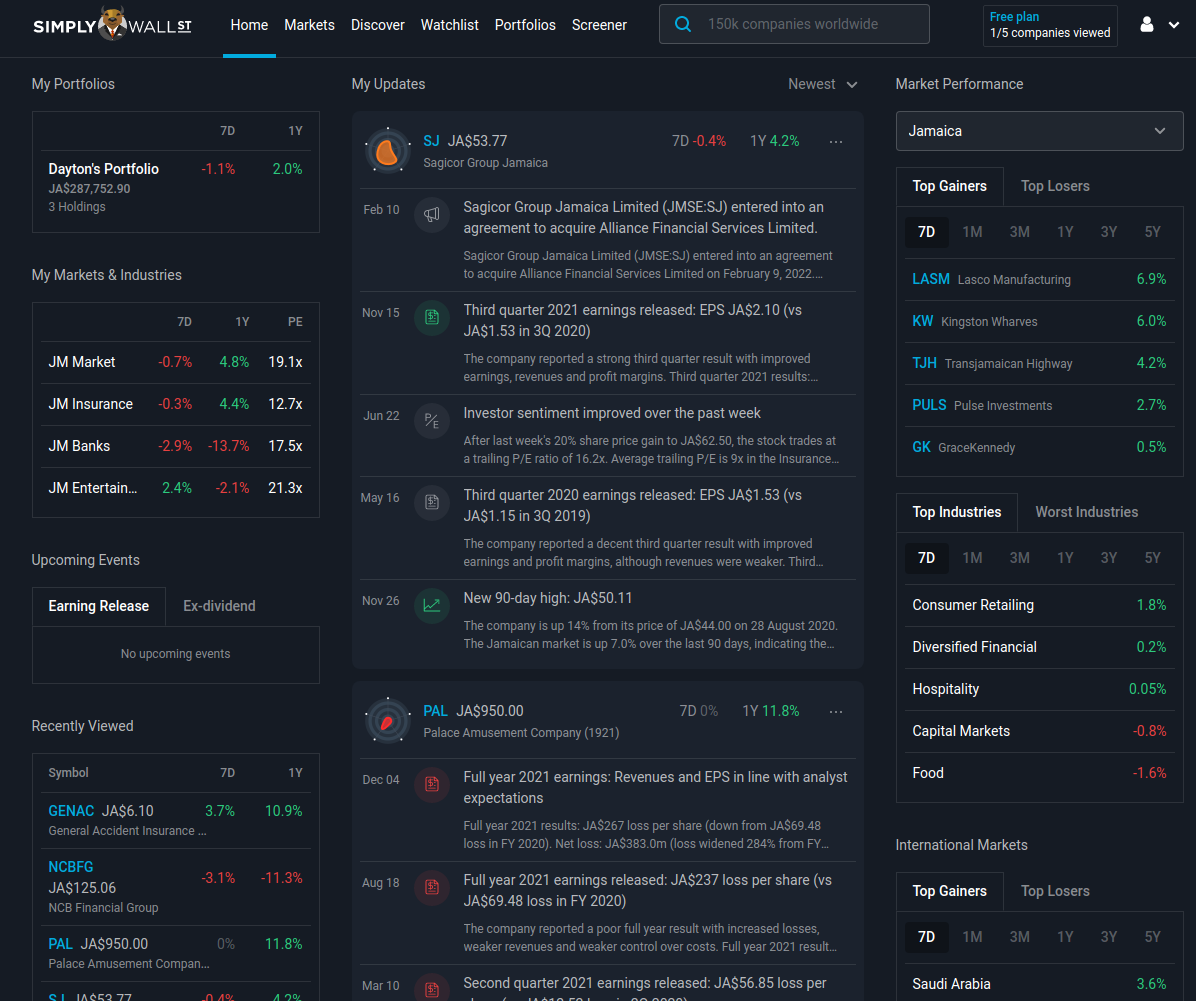 SIMPLY WALL ST
Home Markets Discover Watchlist Portfolios Screener
150k companies worldwide
Free plan
1/5 companies viewed
My Portfolios
7D 1Y
Dayton's Portfolio -1.1% 2.0%
JA$287,752.90
3 Holdings
My Markets & Industries
7D 1Y PE
JM Market -0.7% 4.8% 19.1x
JM Insurance -0.3% 4.4% 12.7x
JM Banks -2.9% -13.7% 17.5x
JM Entertain... 2.4% -2.1% 21.3x
Upcoming Events
Earning Release Ex-dividend
No upcoming events
Recently Viewed
Symbol 7D 1Y
GENAC JA$6.10 3.7% 10.9%
General Accident Insurance ...
NCBFG
JA$125.06 -3.1% -11.3%
NCB Financial Group
PAL JA$950.00 0% 11.8%
Palace Amusement Compan...
SJ JA$53.77 -0.4% 4.2%
My Updates Newest
SJ JA$53.77 7D -0.4% 1Y 4.2% ...
Sagicor Group Jamaica
Feb 10 Sagicor Group Jamaica Limited (JMSE:SJ) entered into an
agreement to acquire Alliance Financial Services Limited.
Sagicor Group Jamaica Limited (JMSE:SJ) entered into an agreement
to acquire Alliance Financial Services Limited on February 9, 2022....
Nov 15 Third quarter 2021 earnings released: EPS JA$2.10 (vs
JA$1.53 in 3Q 2020)
The company reported a strong third quarter result with improved
earnings, revenues and profit margins. Third quarter 2021 results:...
Jun 22 P/E Investor sentiment improved over the past week
After last week's 20% share price gain to JA$62.50, the stock trades at
a trailing P/E ratio of 16.2x. Average trailing P/E is 9x in the Insurance...
May 16 Third quarter 2020 earnings released: EPS JA$1.53 (vs
JA$1.15 in 3Q 2019)
The company reported a decent third quarter result with improved
earnings and profit margins, although revenues were weaker. Third...
Nov 26 New 90-day high: JA$50.11
The company is up 14% from its price of JA$44.00 on 28 August 2020.
The Jamaican market is up 7.0% over the last 90 days, indicating the...
PAL JA$950.00 7D 0% 1Y 11.8% ...
Palace Amusement Company (1921)
Dec 04 Full year 2021 earnings: Revenues and EPS in line with analyst
expectations
Full year 2021 results: JA$267 loss per share (down from JA$69.48
loss in FY 2020). Net loss: JA$383.0m (loss widened 284% from FY...
Aug 18 Full year 2021 earnings released: JA$237 loss per share (vs
JA$69.48 loss in FY 2020)
The company reported a poor full year result with increased losses,
weaker revenues and weaker control over costs. Full year 2021 result...
Mar 10 Second quarter 2021 earnings released: JA$56.85 loss per
Market Performance
Jamaica
Top Gainers Top Losers
7D 1M 3M 1Y 3Y 5Y
LASM Lasco Manufacturing 6.9%
KW Kingston Wharves 6.0%
TJH Transjamaican Highway 4.2%
PULS Pulse Investments 2.7%
GK GraceKennedy 0.5%
Top Industries Worst Industries
7D 1M 3M 1Y 3Y 5Y
Consumer Retailing 1.8%
Diversified Financial 0.2%
Hospitality 0.05%
Capital Markets -0.8%
Food -1.6%
International Markets
Top Gainers Top Losers
7D 1M 3M 1Y 3Y 5Y
Saudi Arabia 3.6%